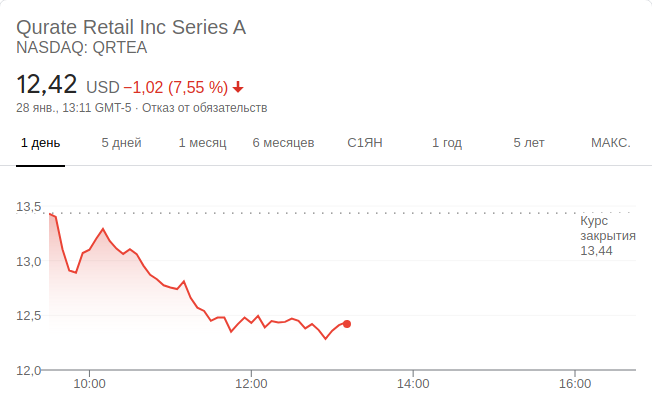 Qurate Retail Inc Series A
NASDAQ: QRTEA
12,42 USD −1,02 (7,55 %)
28 янв., 13:11 GMT-5 · Отказ от обязательств
1 день 5 дней 1 месяц 6 месяцев С1ЯН 1 год 5 лет МАКС.
13,5
Курс
закрытия
13,44
13,0
12,5
12,0
10:00 12:00 14:00 16:00